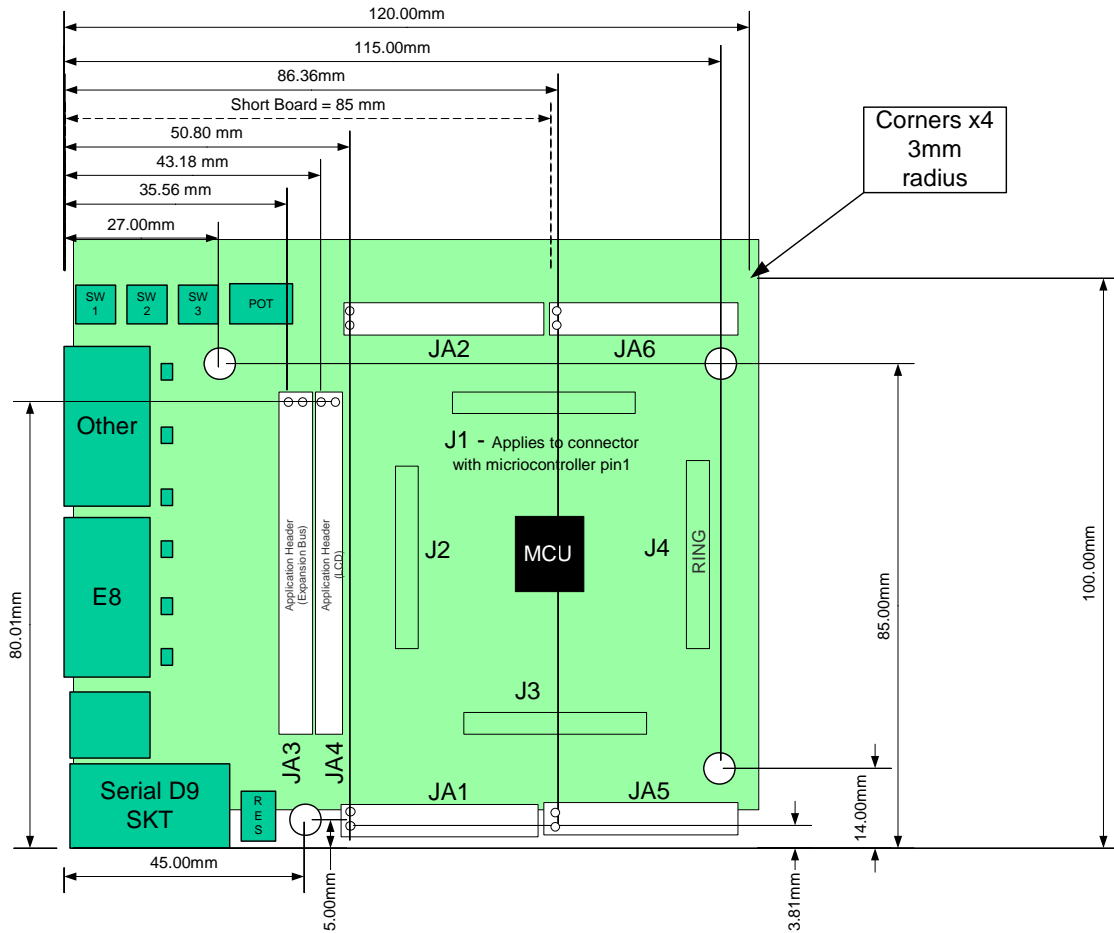 120.00mm
115.00mm
86.36mm
Short Board = 85 mm
50.80 mm
43.18 mm
35.56 mm
27.00mm
Corners x4
3mm
radius
SW
1
SW
2
SW
3
POT
JA2
JA6
Other
J1 - Applies to connector
with micriocontroller pin1
Application Header
(Expansion Bus)
Application Header
(LCD)
J2
MCU
J4
RING
E8
80.01mm
85.00mm
100.00mm
J3
JA3
JA4
Serial D9
SKT
R
E
S
JA1
JA5
14.00mm
45.00mm
5.00mm
3.81mm